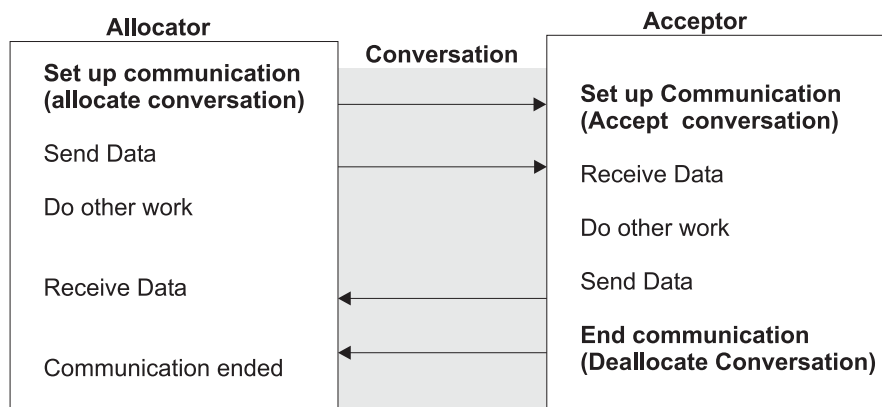 Allocator
Set up communication
(allocate conversation)
Send Data
Do other work
Receive Data
Communication ended
Conversation
Acceptor
Set up Communication
(Accept conversation)
Receive Data
Do other work
Send Data
End communication
(Deallocate Conversation)